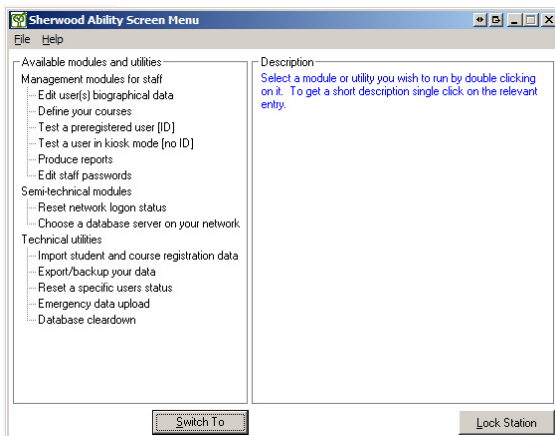 Sherwood Ability Screen Menu
File Help
Available modules and utilities
Management modules for staff
Edit user(s) biographical data
Define your courses
Test a preregistered user [ID]
Test a user in kiosk mode [no ID]
Produce reports
Edit staff passwords
Semi-technical modules
Reset network logon status
Choose a database server on your network
Technical utilities
Import student and course registration data
Export/backup your data
Reset a specific users status
Emergency data upload
Database cleardown
Description
Select a module or utility you wish to run by double clicking
on it. To get a short description single click on the relevant
entry.
Switch To
Lock Station